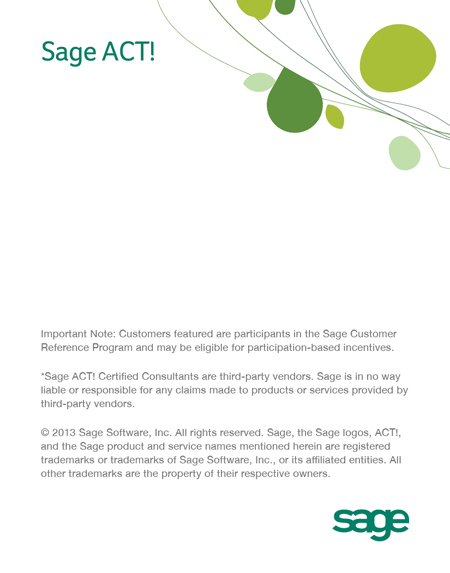 Sage ACT!
Important Note: Customers featured are participants in the Sage Customer
Reference Program and may be eligible for participation-based incentives.
*Sage ACT! Certified Consultants are third-party vendors. Sage is in no way
liable or responsible for any claims made to products or services provided by
third-party vendors.
© 2013 Sage Software, Inc. All rights reserved. Sage, the Sage logos, ACT!,
and the Sage product and service names mentioned herein are registered
trademarks or trademarks of Sage Software, Inc., or its affiliated entities. All
other trademarks are the property of their respective owners.
sage